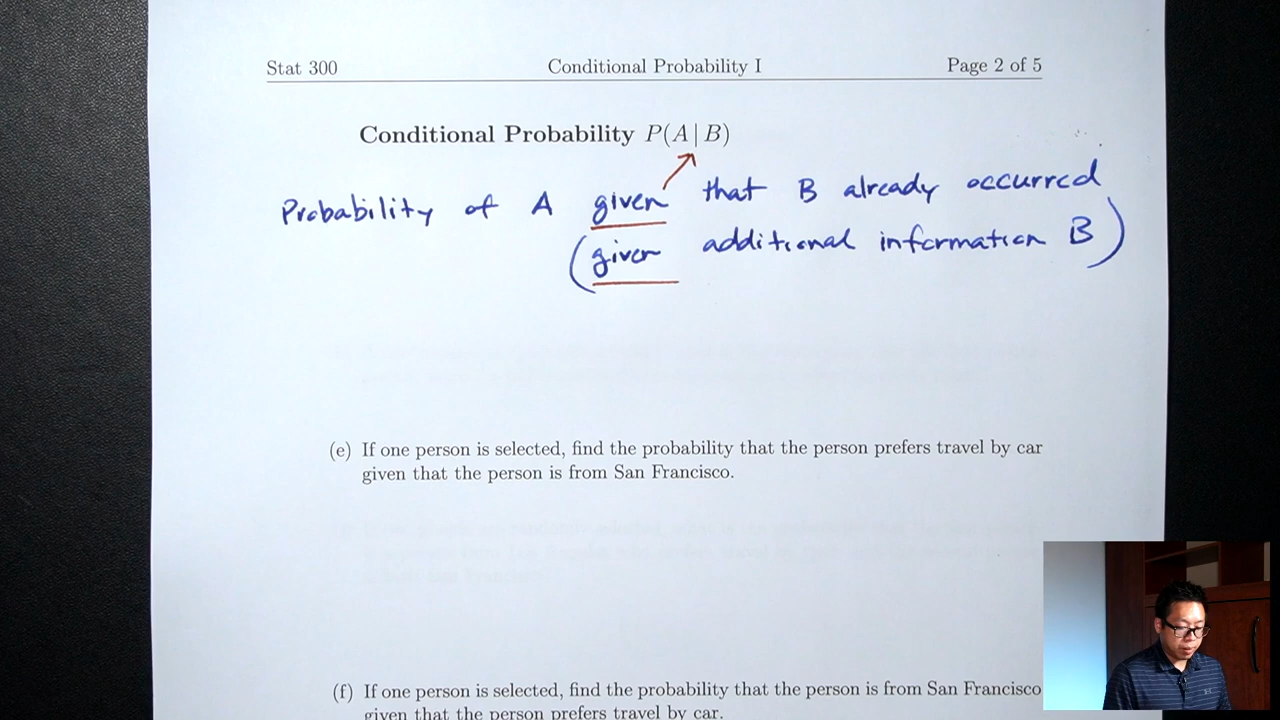 Stat 300 Conditional Probability I Page 2 of 5
Conditional Probability P(A | B)
Probability of A given that B already occurred
(given additional information B)
(e) If one person is selected, find the probability that the person prefers travel by car
given that the person is from San Francisco.
(f) If one person is selected, find the probability that the person is from San Francisco
given that the person prefers travel by car.